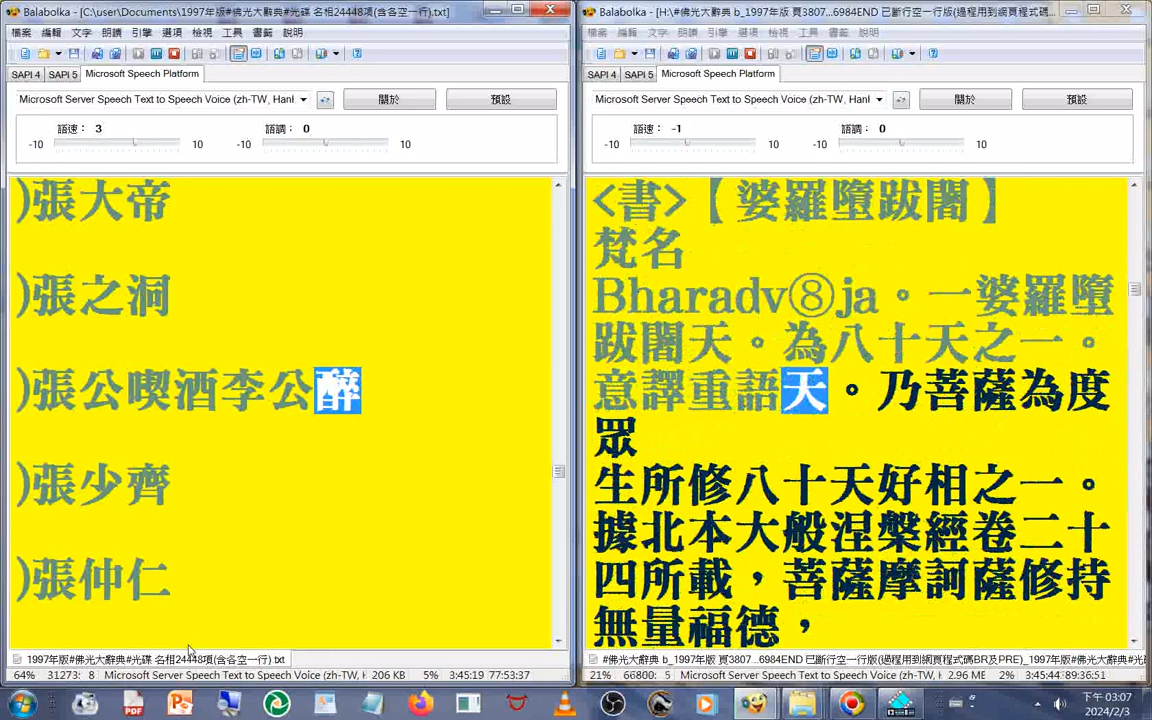 Balabolka - [C:\user\Documents\1997年版#佛光大辭典#光碟 名相24448項(含各空一行).txt]
檔案 編輯 文字 朗讀 引擎 選項 檢視 工具 書籤 說明
SAPI 4 SAPI 5 Microsoft Speech Platform
Microsoft Server Speech Text to Speech Voice (zh-TW, Hanl
關於 預設
語速： 3 語調： 0
-10 10 -10 10
)張大帝
)張之洞
)張公喫酒李公醉
)張少齊
)張仲仁
1997年版#佛光大辭典#光碟 名相24448項(含各空一行).txt
64% 31273: 8 Microsoft Server Speech Text to Speech Voice (zh-TW, H 206 KB 5% 3:45:19 77:53:37
Balabolka - [H:\#佛光大辭典 b_1997年版 頁3807...6984END 已斷行空一行版(過程用到網頁程式碼
檔案 編輯 文字 朗讀 引擎 選項 檢視 工具 書籤 說明
SAPI 4 SAPI 5 Microsoft Speech Platform
Microsoft Server Speech Text to Speech Voice (zh-TW, Hanl
關於 預設
語速： -1 語調： 0
-10 10 -10 10
<書>【婆羅墮跋闍】
梵名
Bharadv⑧ja。一婆羅墮
跋闍天。為八十天之一。
意譯重語天。乃菩薩為度
眾
生所修八十天好相之一。
據北本大般涅槃經卷二十
四所載，菩薩摩訶薩修持
無量福德，
#佛光大辭典 b_1997年版 頁3807...6984END 已斷行空一行版(過程用到網頁程式碼BR及PRE)_1997年版#光
21% 66800: 5 Microsoft Server Speech Text to Speech Voice (zh-TW, H 2.96 ME 2% 3:45:44 89:36:51
下午 03:07
2024/2/3